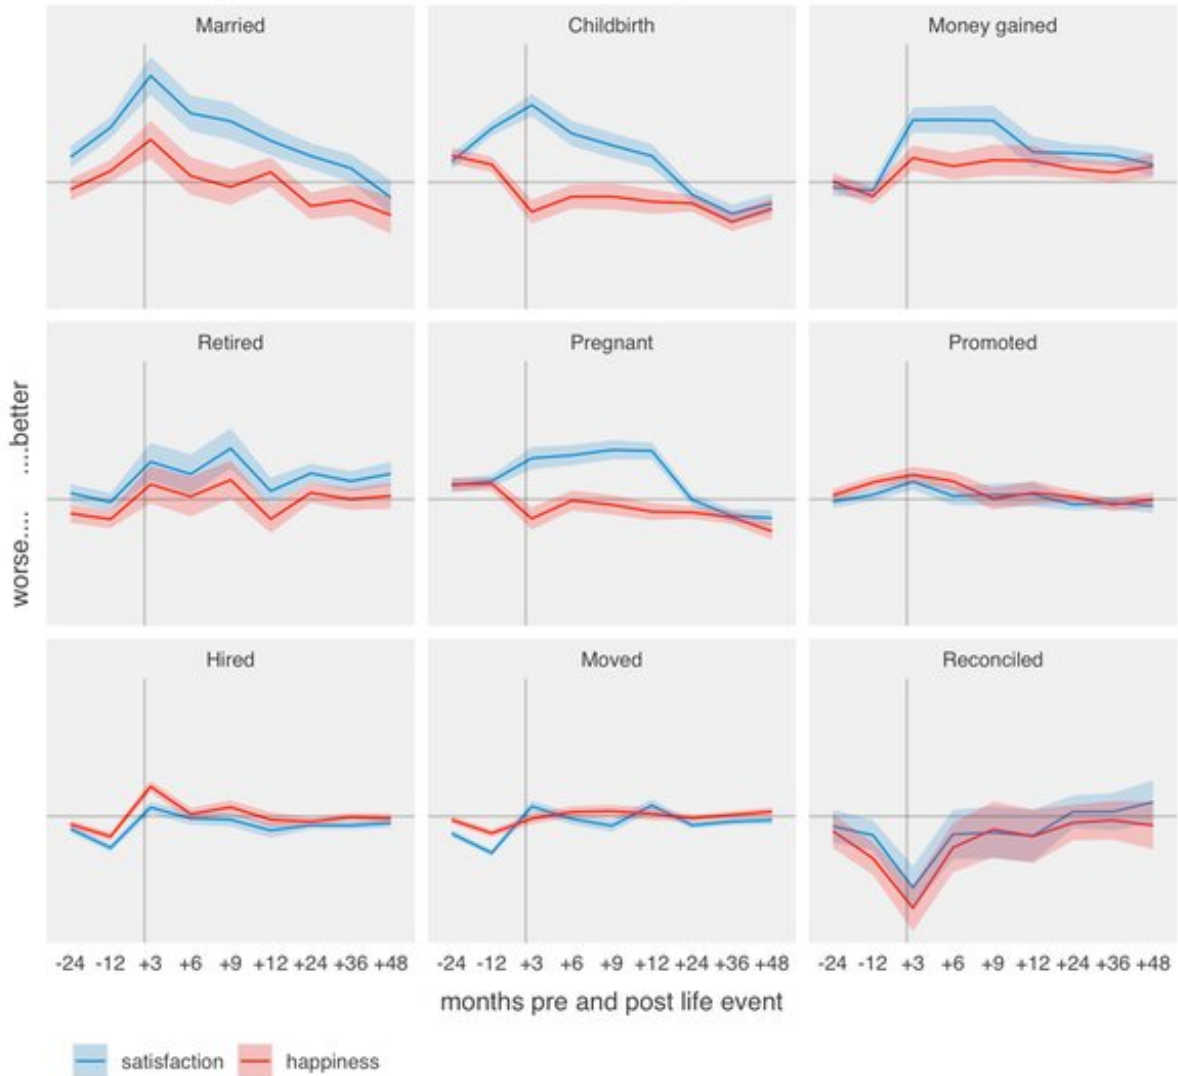 Married
Childbirth
Money gained
Retired
Pregnant
Promoted
worse.... ....better
Hired
Moved
Reconciled
-24 -12 +3 +6 +9 +12 +24 +36 +48
-24 -12 +3 +6 +9 +12 +24 +36 +48
-24 -12 +3 +6 +9 +12 +24 +36 +48
months pre and post life event
satisfaction happiness